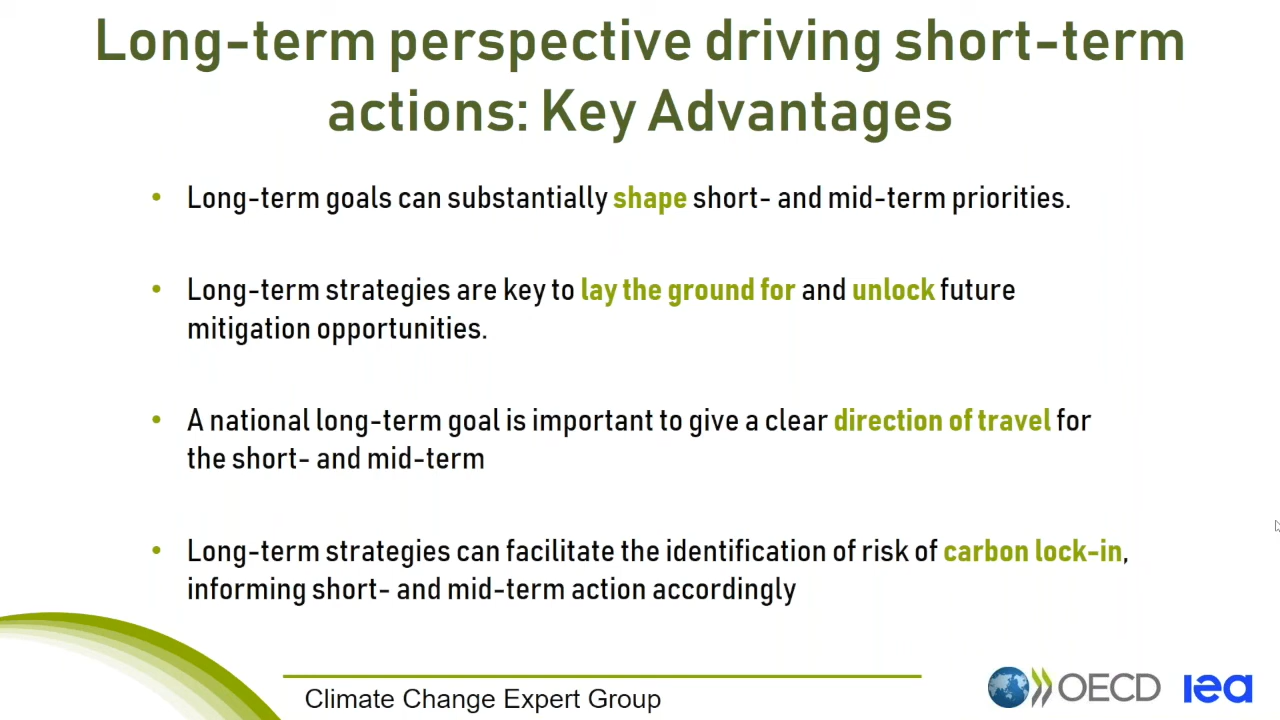 Long-term perspective driving short-term
actions: Key Advantages
• Long-term goals can substantially shape short- and mid-term priorities.
• Long-term strategies are key to lay the ground for and unlock future
mitigation opportunities.
• A national long-term goal is important to give a clear direction of travel for
the short- and mid-term
• Long-term strategies can facilitate the identification of risk of carbon lock-in,
informing short- and mid-term action accordingly
Climate Change Expert Group
OECD
iea